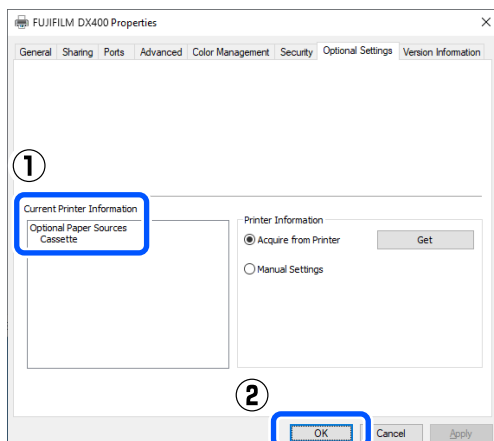 FUJIFILM DX400 Properties
General Sharing Ports Advanced Color Management Security Optional Settings Version Information
①
Current Printer Information
Optional Paper Sources
Cassette
Printer Information
Acquire from Printer Get
Manual Settings
②
OK Cancel Apply